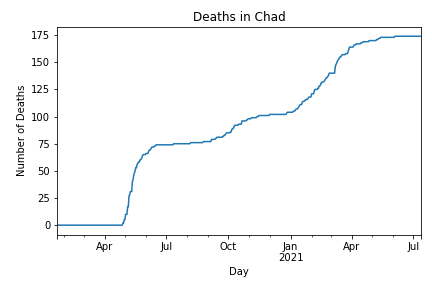 Deaths in Chad
Number of Deaths
175
150
125
100
75
50
25
0
Apr
Jul
Oct
Jan
2021
Apr
Jul
Day